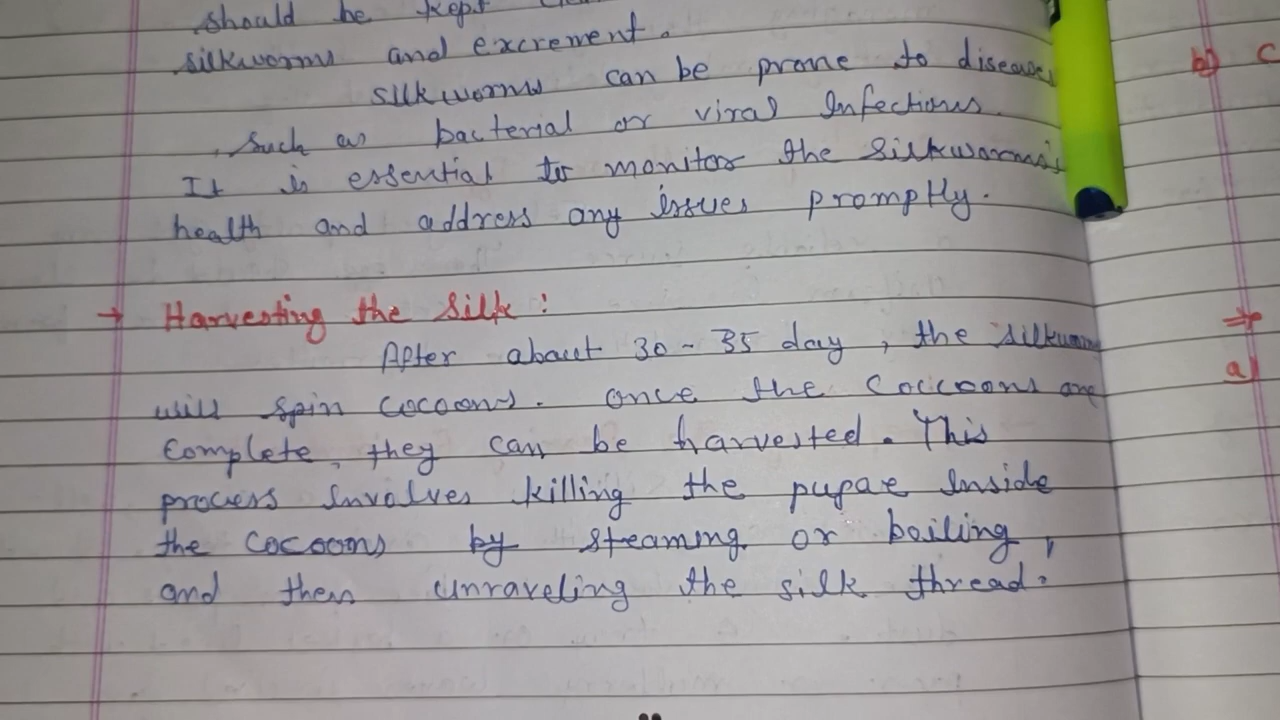 should be kept
silkworms and excrement.
silkworms can be prone to diseases
such as bacterial or viral Infections.
It is essential to monitor the silkworms's
health and address any issues promptly.
→ Harvesting the silk:
After about 30-35 day, the silkworms
will spin cocoons. once the Coccoons are
complete, they can be harvested. This
process involves killing the pupae Inside
the cocoons by steaming or boiling,
and then unraveling the silk thread.
b) C
⇒
a)